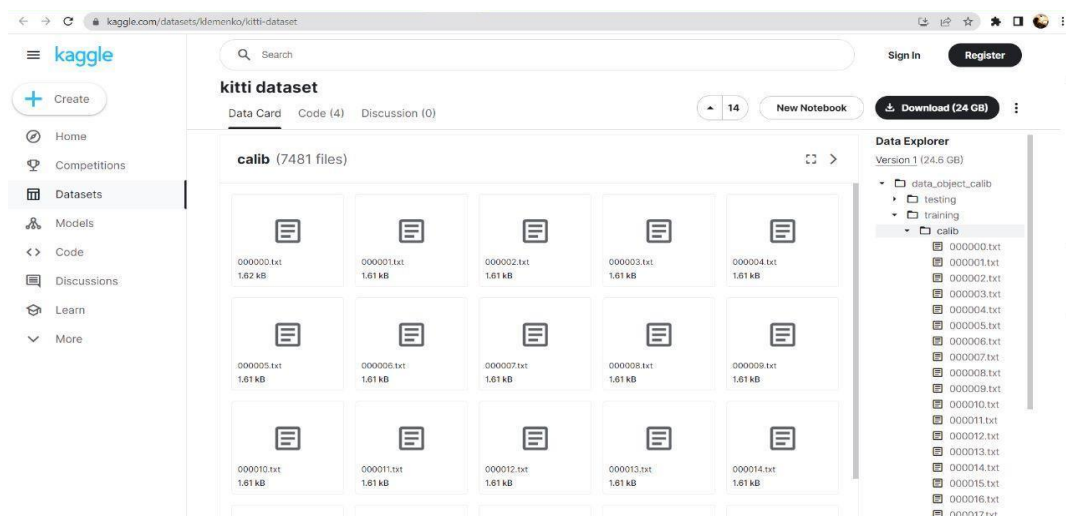 kaggle.com/datasets/klemenko/kitti-dataset
kaggle
Search
Sign In
Register
Create
Home
Competitions
Datasets
Models
Code
Discussions
Learn
More
kitti dataset
Data Card Code (4) Discussion (0)
14
New Notebook
Download (24 GB)
calib (7481 files)
000000.txt 000001.txt 000002.txt 000003.txt 000004.txt
1.62 kB 1.61 kB 1.61 kB 1.61 kB 1.61 kB
000005.txt 000006.txt 000007.txt 000008.txt 000009.txt
1.61 kB 1.61 kB 1.61 kB 1.61 kB 1.61 kB
000010.txt 000011.txt 000012.txt 000013.txt 000014.txt
1.61 kB 1.61 kB 1.61 kB 1.61 kB 1.61 kB
Data Explorer
Version 1 (24.6 GB)
data_object_calib
testing
training
calib
000000.txt
000001.txt
000002.txt
000003.txt
000004.txt
000005.txt
000006.txt
000007.txt
000008.txt
000009.txt
000010.txt
000011.txt
000012.txt
000013.txt
000014.txt
000015.txt
000016.txt
000017.txt